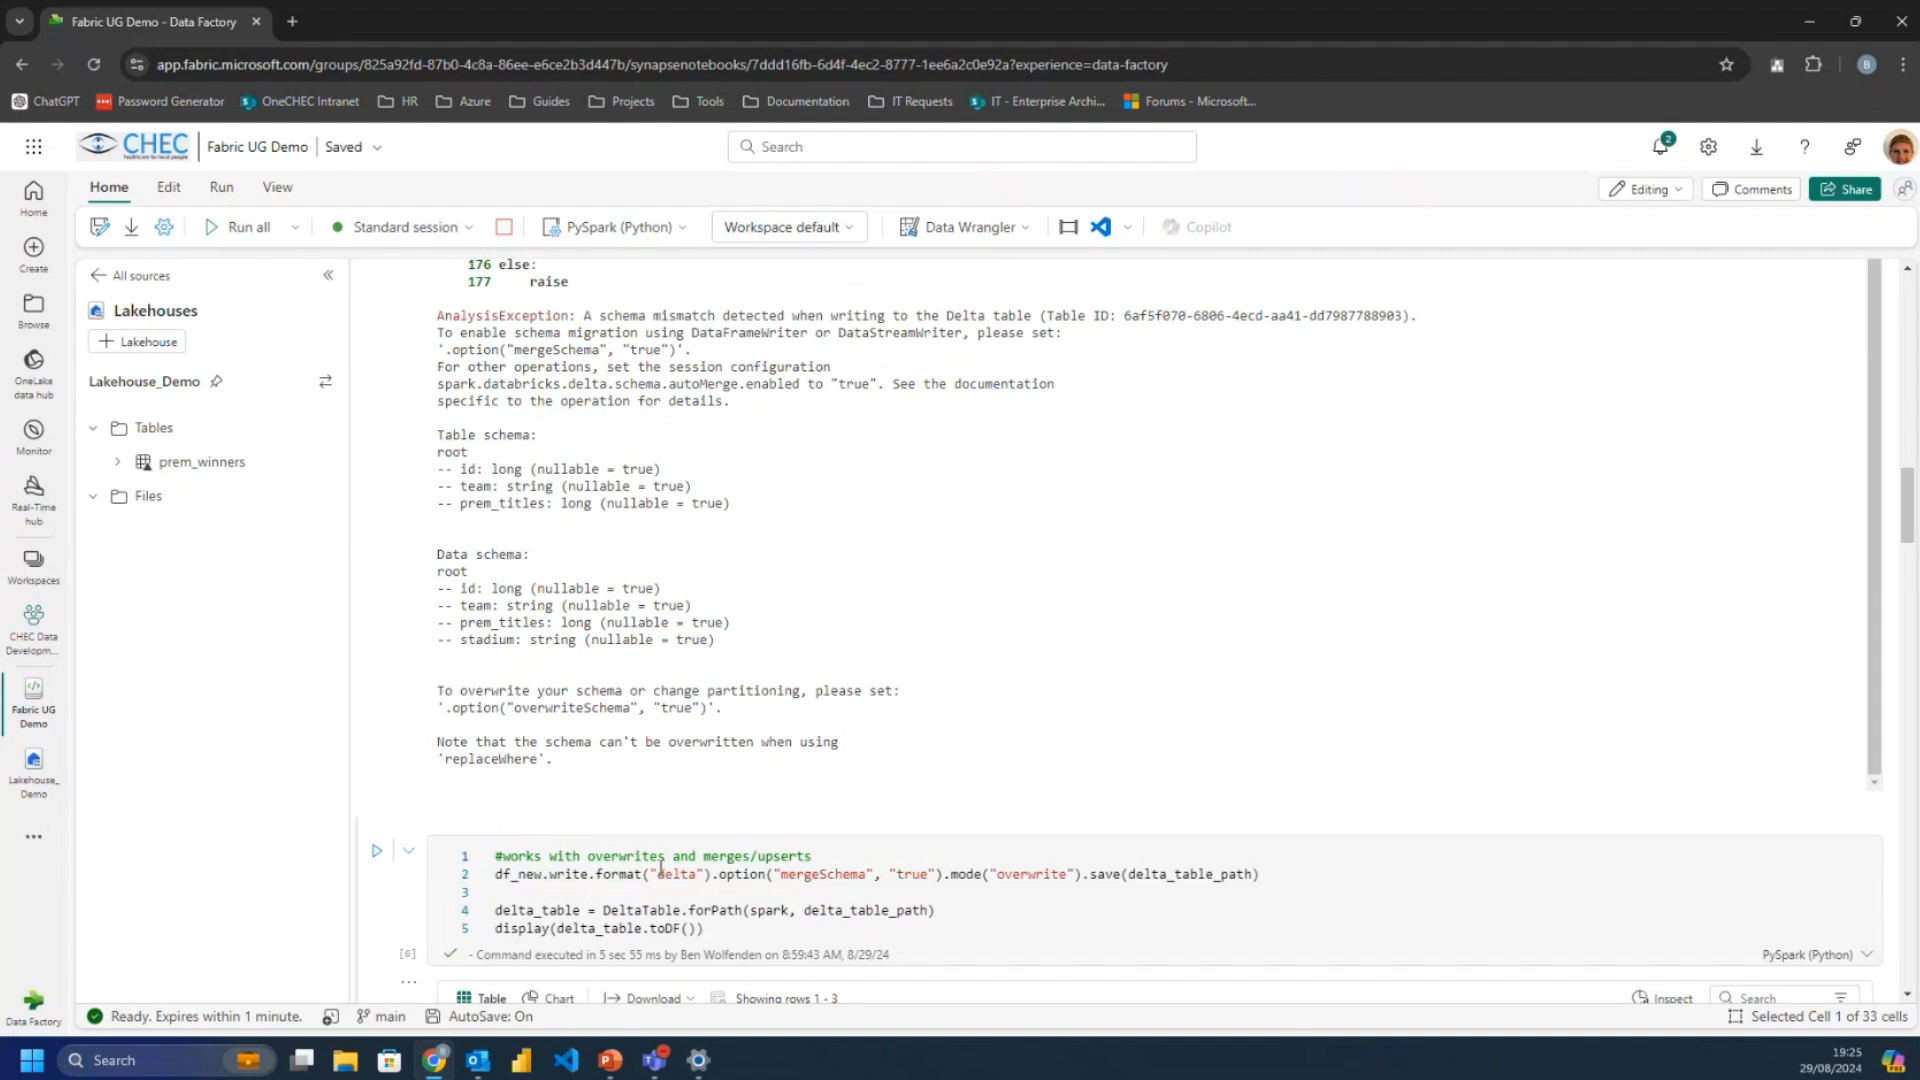 Fabric UG Demo - Data Factory
app.fabric.microsoft.com/groups/825a92fd-87b0-4c8a-86ee-e6ce2b3d447b/synapsenotebooks/7ddd16fb-6d4f-4ec2-8777-1ee6a2c0e92a?experience=data-factory
B
ChatGPT Password Generator OneCHEC Intranet HR Azure Guides Projects Tools Documentation IT Requests IT - Enterprise Archi... Forums - Microsoft...
CHEC Fabric UG Demo Saved Search 2
healthcare for local people
Home Edit Run View Editing Comments Share
Run all Standard session PySpark (Python) Workspace default Data Wrangler Copilot
Home
Create
Browse
OneLake
data hub
Monitor
Real-Time
hub
Workspaces
CHEC Data
Developm...
Fabric UG
Demo
Lakehouse_
Demo
Data Factory
All sources
Lakehouses
Lakehouse
Lakehouse_Demo
Tables
prem_winners
Files
176 else:
177 raise
AnalysisException: A schema mismatch detected when writing to the Delta table (Table ID: 6af5f070-6806-4ecd-aa41-dd7987788903).
To enable schema migration using DataFrameWriter or DataStreamWriter, please set:
'.option("mergeSchema", "true")'.
For other operations, set the session configuration
spark.databricks.delta.schema.autoMerge.enabled to "true". See the documentation
specific to the operation for details.
Table schema:
root
-- id: long (nullable = true)
-- team: string (nullable = true)
-- prem_titles: long (nullable = true)
Data schema:
root
-- id: long (nullable = true)
-- team: string (nullable = true)
-- prem_titles: long (nullable = true)
-- stadium: string (nullable = true)
To overwrite your schema or change partitioning, please set:
'.option("overwriteSchema", "true")'.
Note that the schema can't be overwritten when using
'replaceWhere'.
1 #works with overwrites and merges/upserts
2 df_new.write.format("delta").option("mergeSchema", "true").mode("overwrite").save(delta_table_path)
3
4 delta_table = DeltaTable.forPath(spark, delta_table_path)
5 display(delta_table.toDF())
[6] - Command executed in 5 sec 55 ms by Ben Wolfenden on 8:59:43 AM, 8/29/24 PySpark (Python)
Table Chart Download Showing rows 1 - 3 Inspect Search
Ready. Expires within 1 minute. main AutoSave: On Selected Cell 1 of 33 cells
Search
19:25
29/08/2024